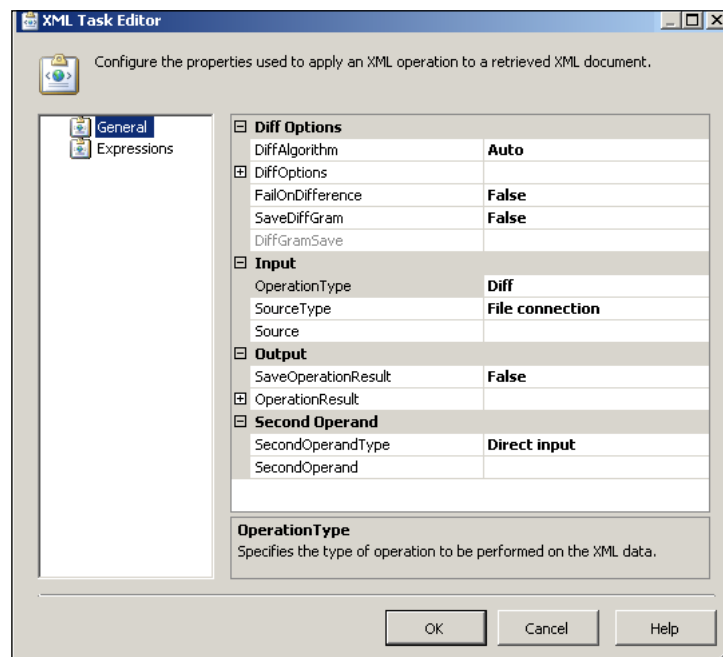 XML Task Editor
Configure the properties used to apply an XML operation to a retrieved XML document.
General
Expressions
Diff Options
DiffAlgorithm Auto
DiffOptions
FailOnDifference False
SaveDiffGram False
DiffGramSave
Input
OperationType Diff
SourceType File connection
Source
Output
SaveOperationResult False
OperationResult
Second Operand
SecondOperandType Direct input
SecondOperand
OperationType
Specifies the type of operation to be performed on the XML data.
OK Cancel Help